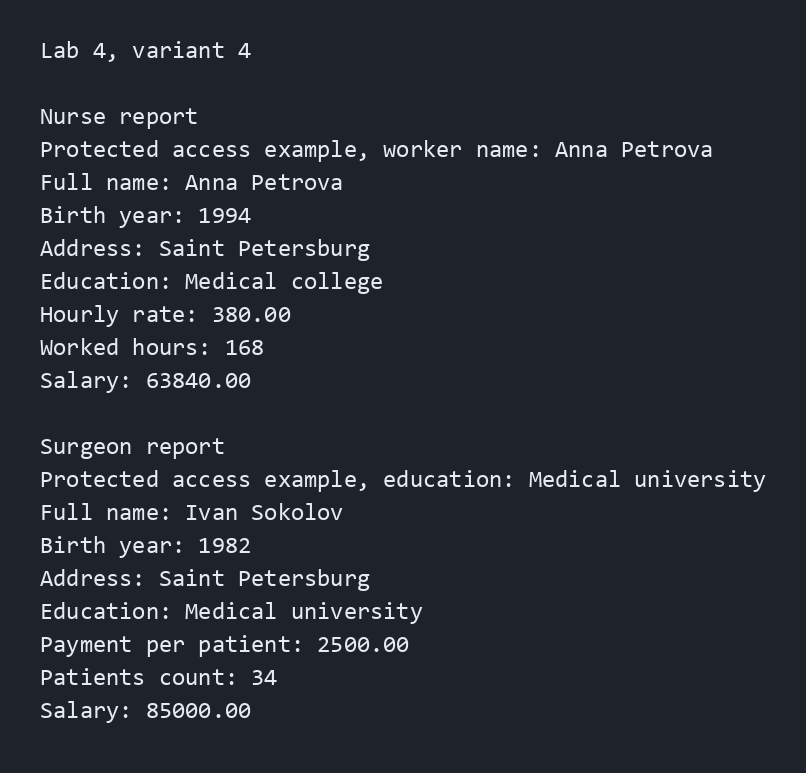 Lab 4, variant 4
Nurse report
Protected access example, worker name: Anna Petrova
Full name: Anna Petrova
Birth year: 1994
Address: Saint Petersburg
Education: Medical college
Hourly rate: 380.00
Worked hours: 168
Salary: 63840.00
Surgeon report
Protected access example, education: Medical university
Full name: Ivan Sokolov
Birth year: 1982
Address: Saint Petersburg
Education: Medical university
Payment per patient: 2500.00
Patients count: 34
Salary: 85000.00